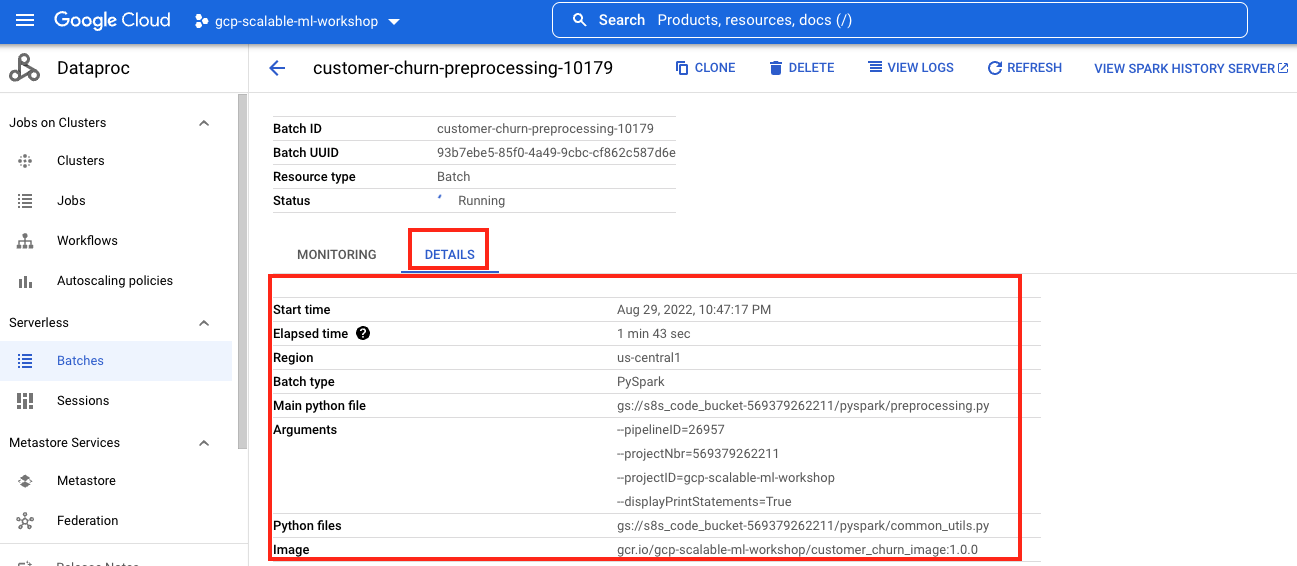 Google Cloud gcp-scalable-ml-workshop Search Products, resources, docs (/)
Dataproc customer-churn-preprocessing-10179 CLONE DELETE VIEW LOGS REFRESH VIEW SPARK HISTORY SERVER
Jobs on Clusters
Clusters
Jobs
Workflows
Autoscaling policies
Serverless
Batches
Sessions
Metastore Services
Metastore
Federation
Release Notes
Batch ID customer-churn-preprocessing-10179
Batch UUID 93b7ebe5-85f0-4a49-9cbc-cf862c587d6e
Resource type Batch
Status Running
MONITORING DETAILS
Start time Aug 29, 2022, 10:47:17 PM
Elapsed time ? 1 min 43 sec
Region us-central1
Batch type PySpark
Main python file gs://s8s_code_bucket-569379262211/pyspark/preprocessing.py
Arguments --pipelineID=26957
--projectNbr=569379262211
--projectID=gcp-scalable-ml-workshop
--displayPrintStatements=True
Python files gs://s8s_code_bucket-569379262211/pyspark/common_utils.py
Image gcr.io/gcp-scalable-ml-workshop/customer_churn_image:1.0.0